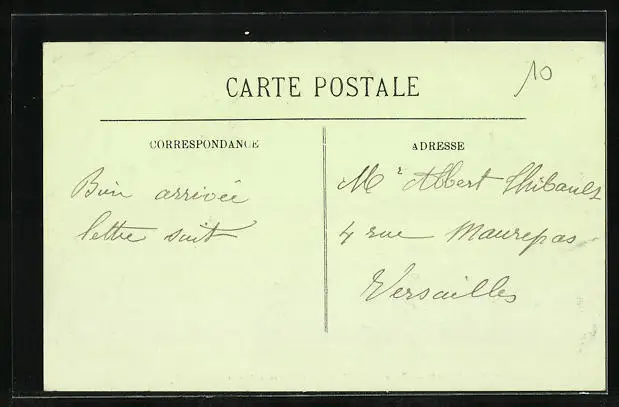 CARTE POSTALE
10
CORRESPONDANCE
ADRESSE
Bien arrivée
lettre suit
Mr Albert Thibault
4 rue Maurepas
Versailles